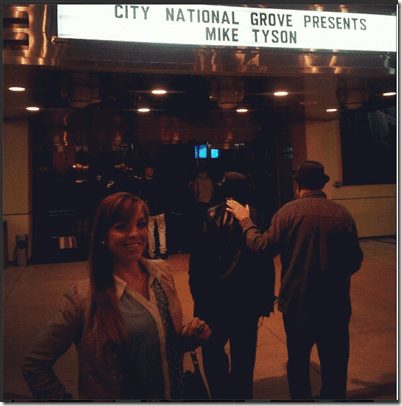 CITY NATIONAL GROVE PRESENTS
MIKE TYSON